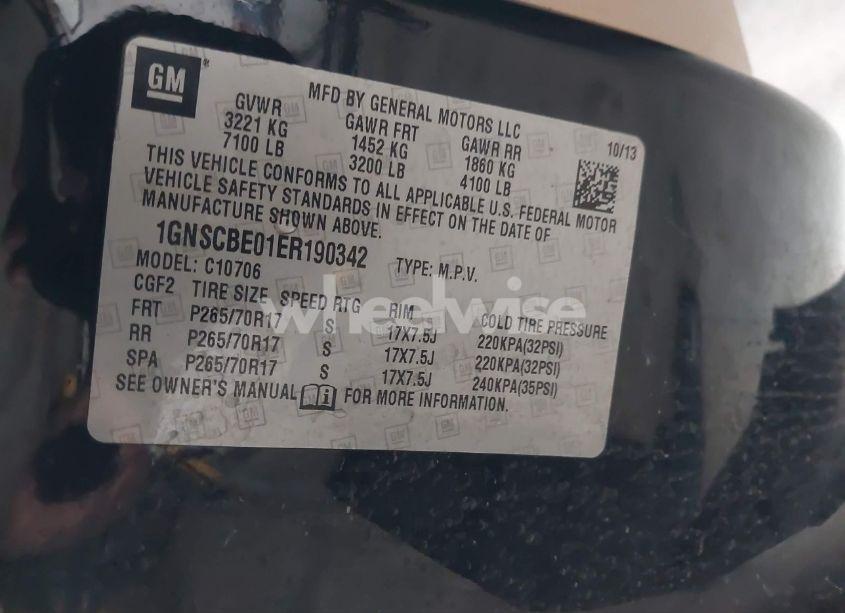 GM
MFD BY GENERAL MOTORS LLC
10/13
GVWR GAWR FRT GAWR RR
3221 KG 1452 KG 1860 KG
7100 LB 3200 LB 4100 LB
THIS VEHICLE CONFORMS TO ALL APPLICABLE U.S. FEDERAL MOTOR
VEHICLE SAFETY STANDARDS IN EFFECT ON THE DATE OF
MANUFACTURE SHOWN ABOVE.
1GNSCBE01ER190342
MODEL: C10706 TYPE: M.P.V.
CGF2 TIRE SIZE SPEED RTG RIM COLD TIRE PRESSURE
FRT P265/70R17 S 17X7.5J 220KPA(32PSI)
RR P265/70R17 S 17X7.5J 220KPA(32PSI)
SPA P265/70R17 S 17X7.5J 240KPA(35PSI)
SEE OWNER'S MANUAL i FOR MORE INFORMATION.
wheelwise